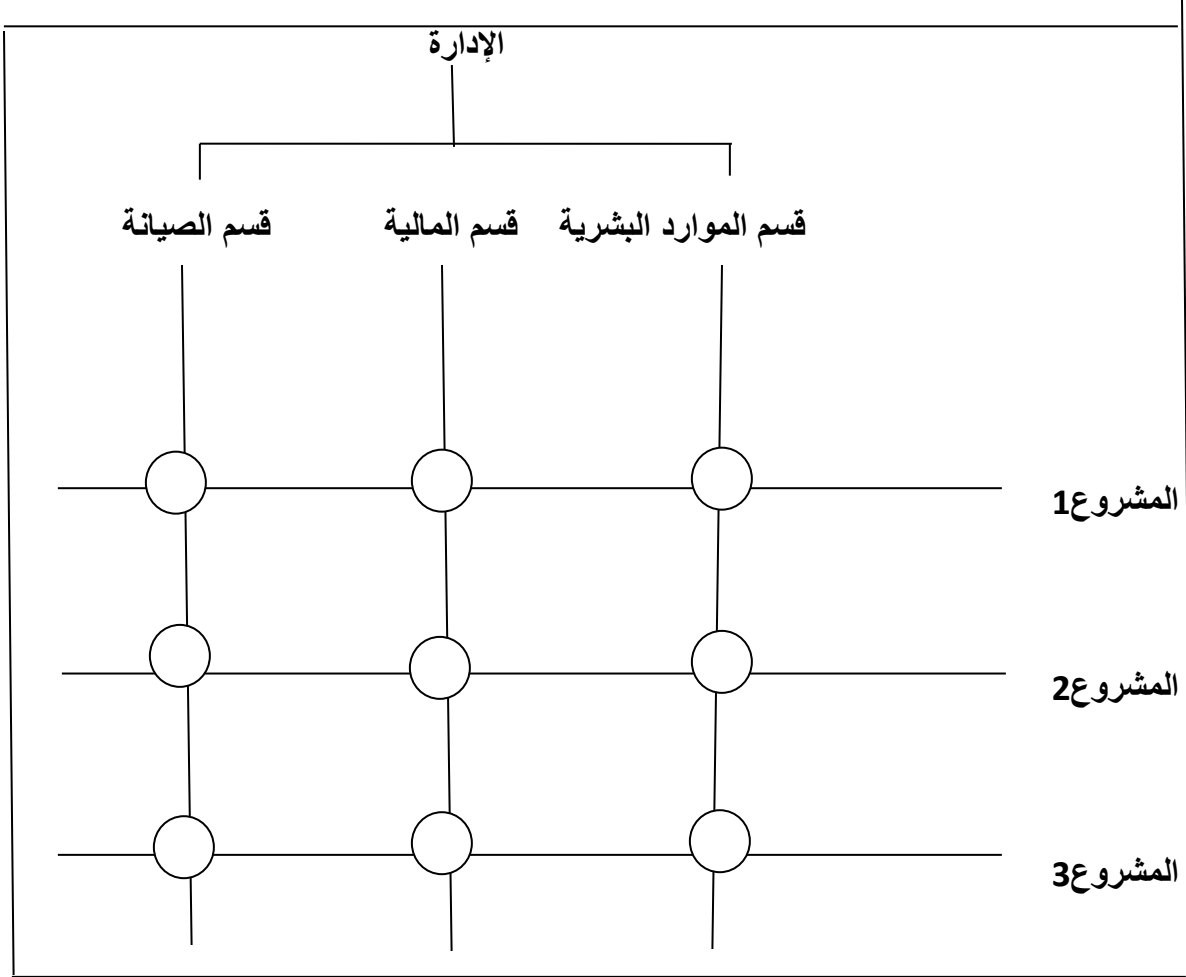 الإدارة
قسم الموارد البشرية قسم المالية قسم الصيانة
المشروع1
المشروع2
المشروع3